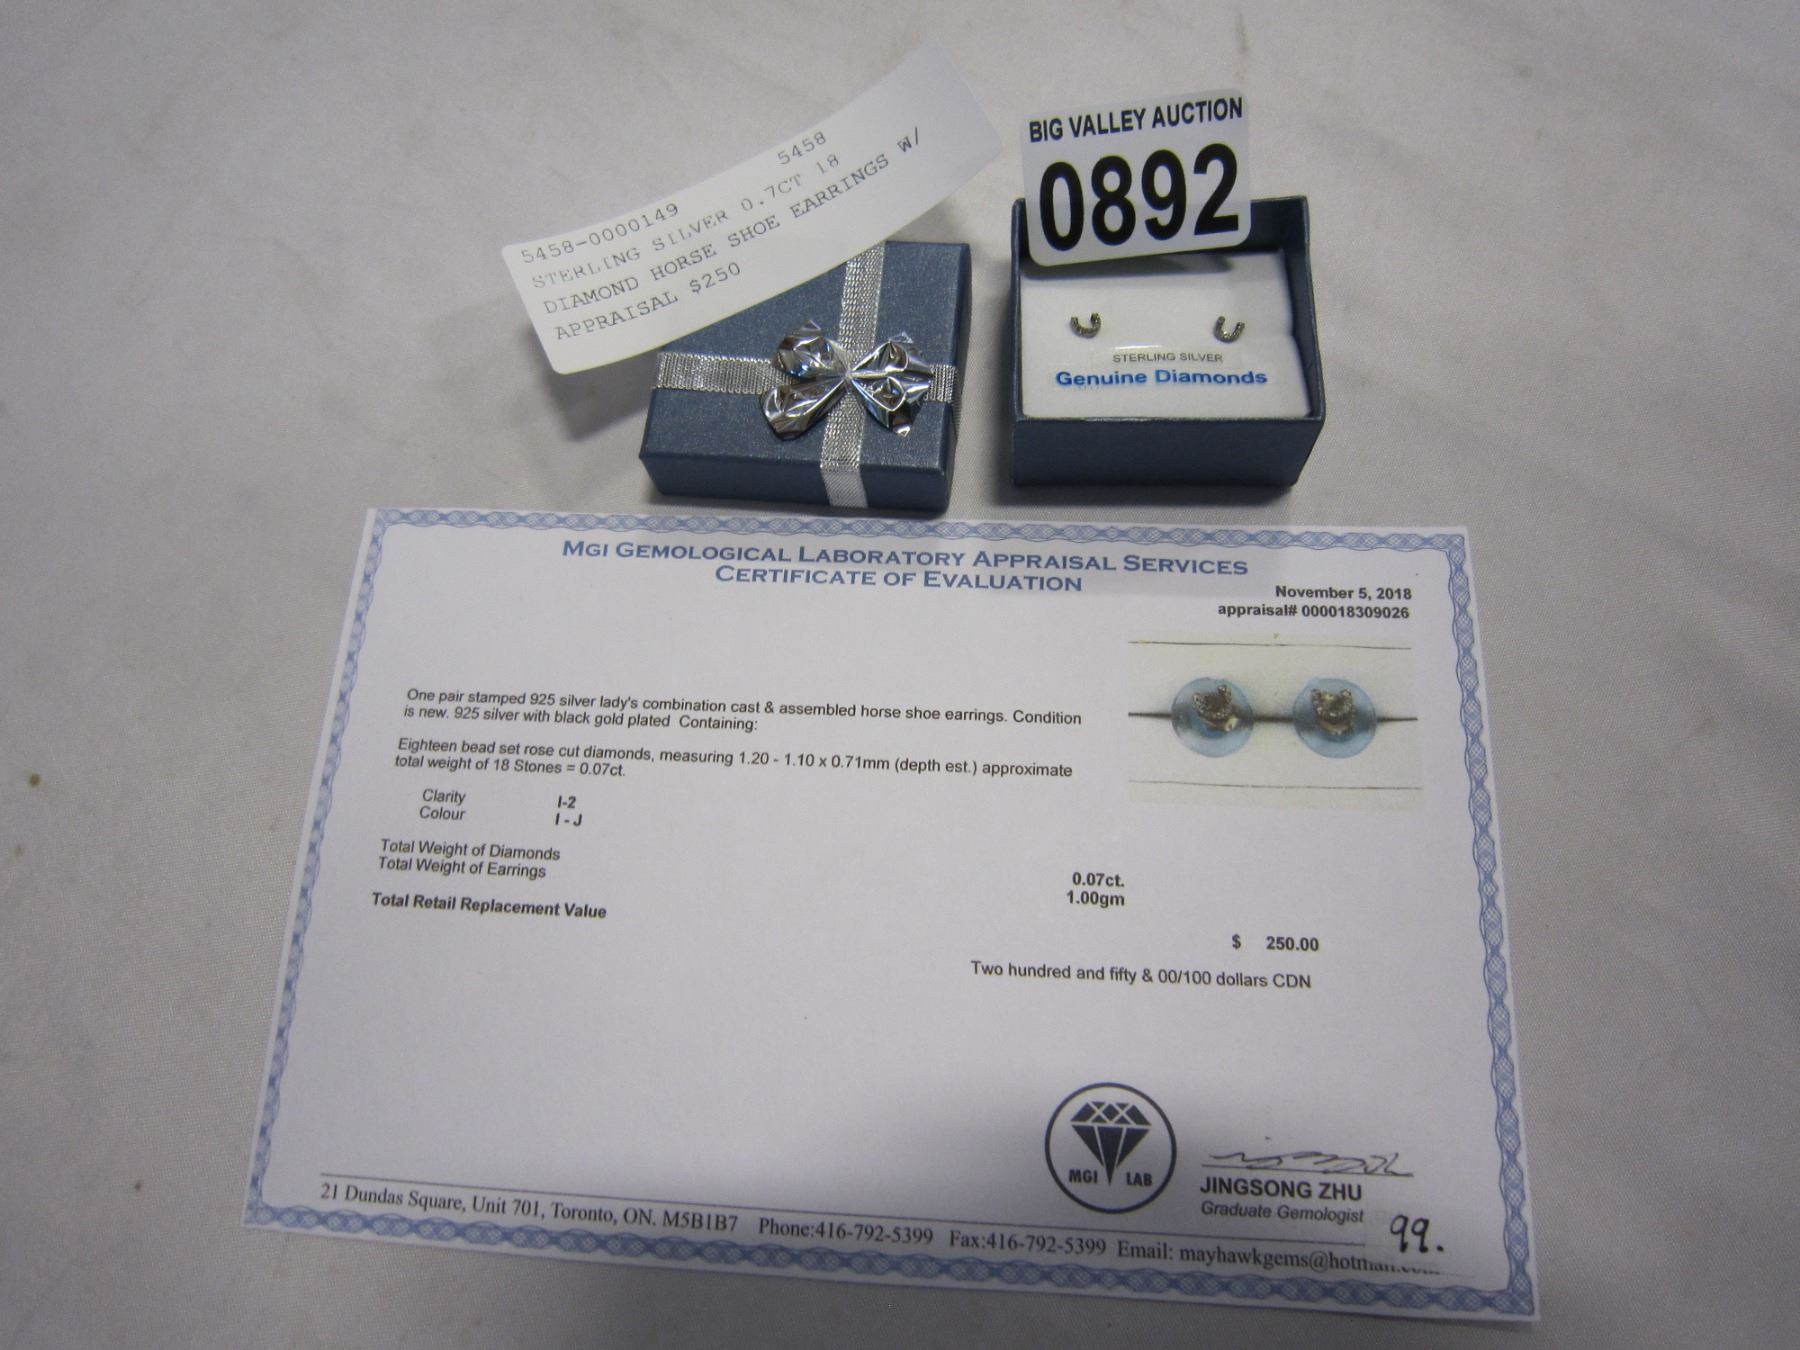 5458
5458-0000149
STERLING SILVER 0.7CT 18
DIAMOND HORSE SHOE EARRINGS W/
APPRAISAL $250
BIG VALLEY AUCTION
0892
STERLING SILVER
Genuine Diamonds
MGI GEMOLOGICAL LABORATORY APPRAISAL SERVICES
CERTIFICATE OF EVALUATION
November 5, 2018
appraisal# 000018309026
One pair stamped 925 silver lady's combination cast & assembled horse shoe earrings. Condition
is new. 925 silver with black gold plated Containing:
Eighteen bead set rose cut diamonds, measuring 1.20 - 1.10 x 0.71mm (depth est.) approximate
total weight of 18 Stones = 0.07ct.
Clarity I-2
Colour I - J
Total Weight of Diamonds 0.07ct.
Total Weight of Earrings 1.00gm
Total Retail Replacement Value $ 250.00
Two hundred and fifty & 00/100 dollars CDN
MGI LAB
JINGSONG ZHU
Graduate Gemologist
99.
21 Dundas Square, Unit 701, Toronto, ON. M5B1B7 Phone:416-792-5399 Fax:416-792-5399 Email: